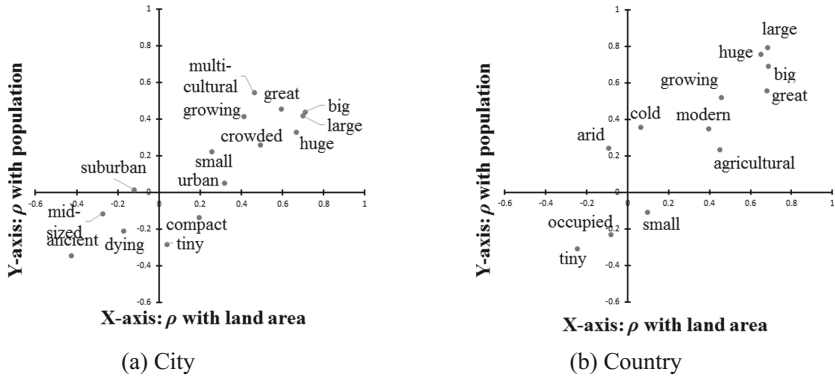 1
0.8
0.6
0.4
0.2
-0.2
-0.4
-0.6
-0.6 -0.4 -0.2 0 0.2 0.4 0.6 0.8 1
multi-
cultural
great
growing
big
large
crowded
huge
small
suburban
urban
mid-
sized
compact
ancient
dying
tiny
Y-axis: ρ with population
X-axis: ρ with land area
(a) City
1
0.8
0.6
0.4
0.2
-0.2
-0.4
-0.6
-0.6 -0.4 -0.2 0 0.2 0.4 0.6 0.8 1
large
huge
big
growing
great
modern
cold
arid
agricultural
occupied
small
tiny
Y-axis: ρ with population
X-axis: ρ with land area
(b) Country